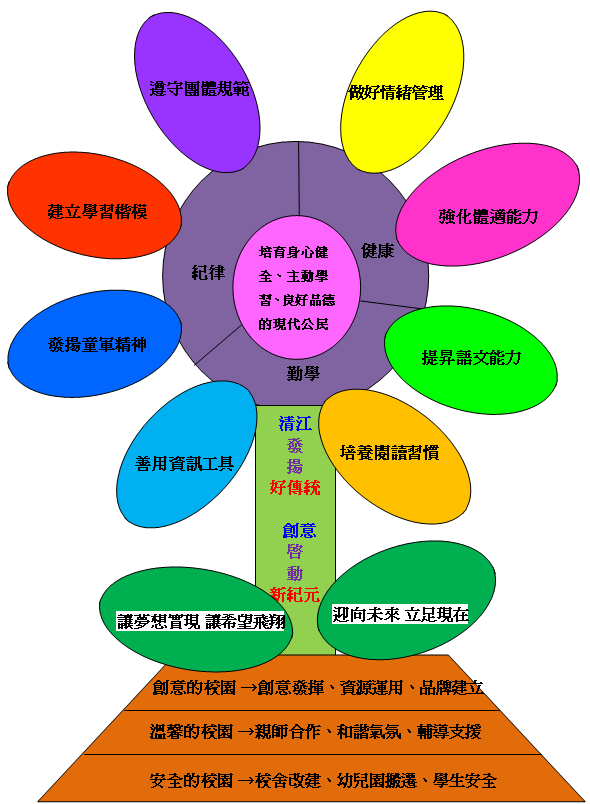 遵守團體規範
做好情緒管理
建立學習楷模
強化體適能力
紀律
健康
培育身心健
全、主動學
習、良好品德
的現代公民
發揚童軍精神
提昇語文能力
勤學
善用資訊工具
培養閱讀習慣
清江
發
揚
好傳統
創意
啓
動
新紀元
讓夢想實現 讓希望飛翔
迎向未來 立足現在
創意的校園 →創意發揮、資源運用、品牌建立
溫馨的校園 →親師合作、和諧氣氛、輔導支援
安全的校園 →校舍改建、幼兒園搬遷、學生安全